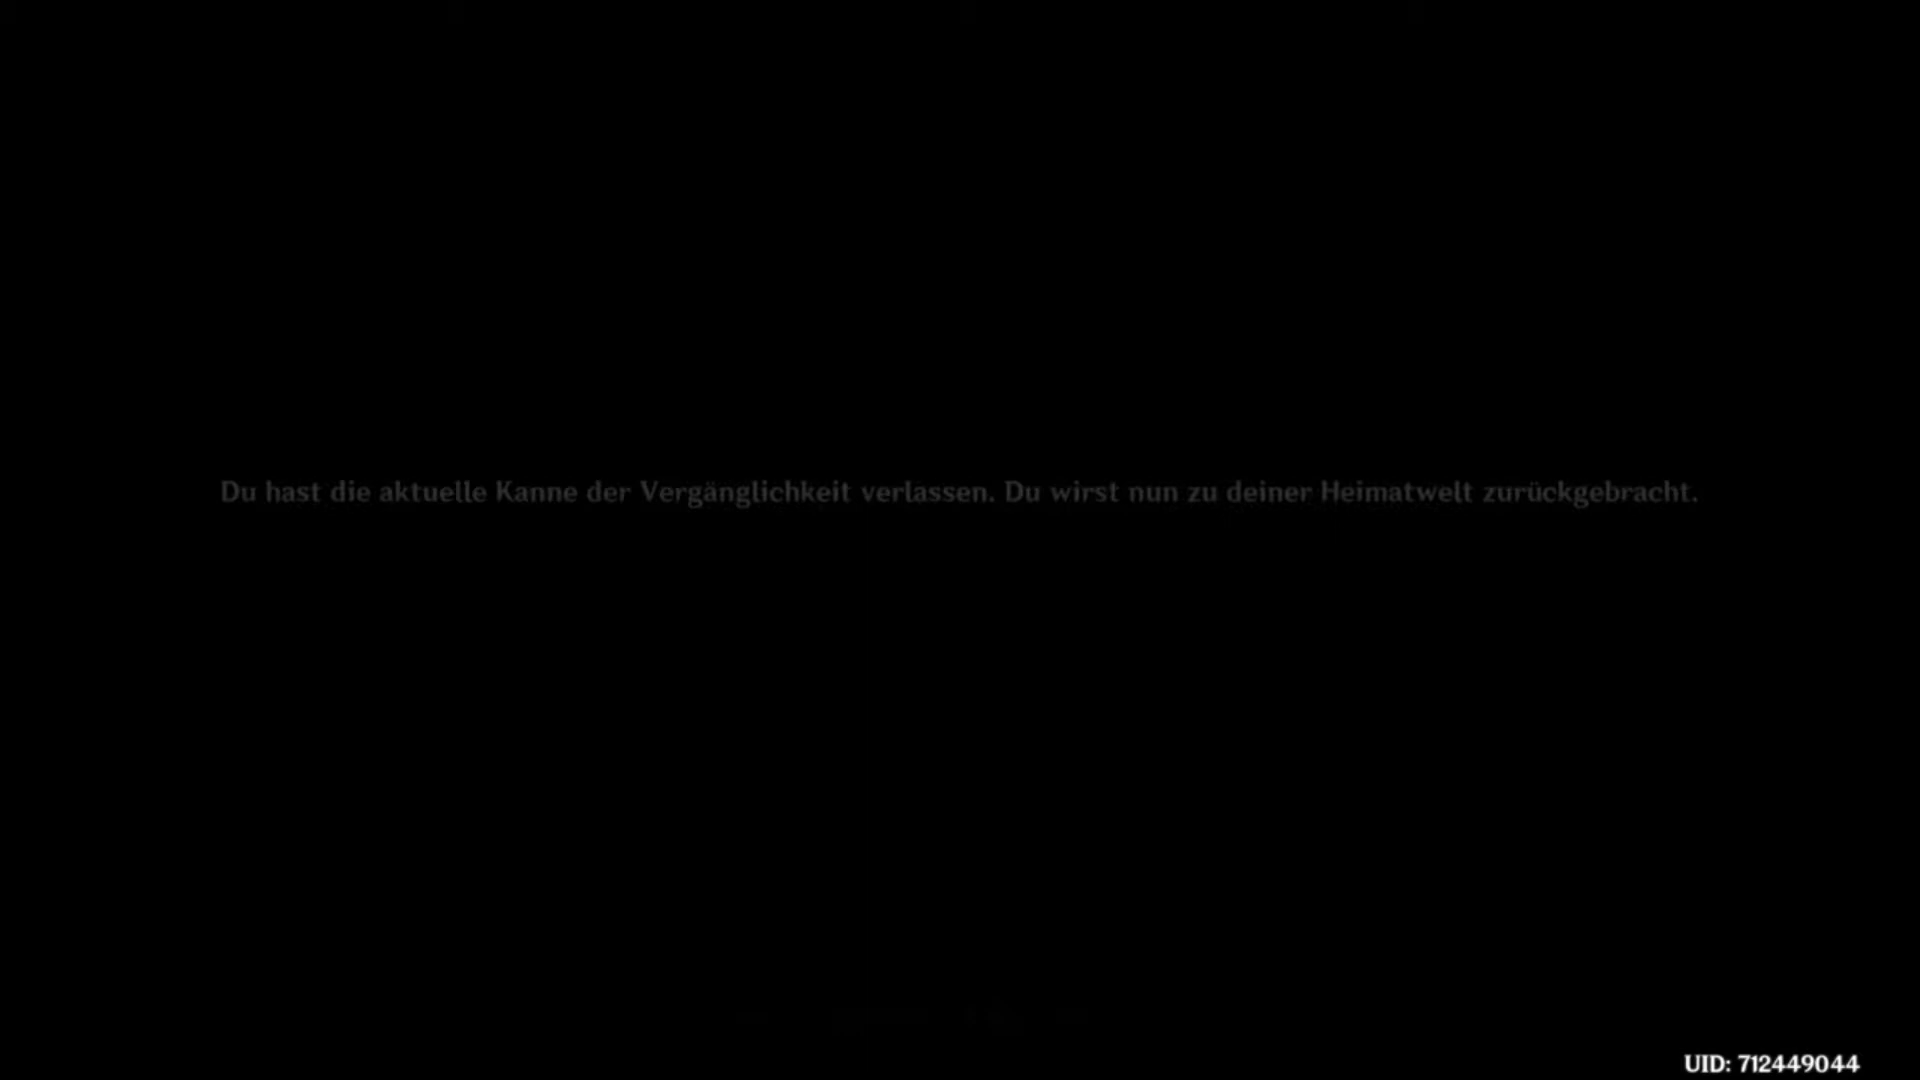 Du hast die aktuelle Kanne der Vergänglichkeit verlassen. Du wirst nun zu deiner Heimatwelt zurückgebracht.
UID: 712449044